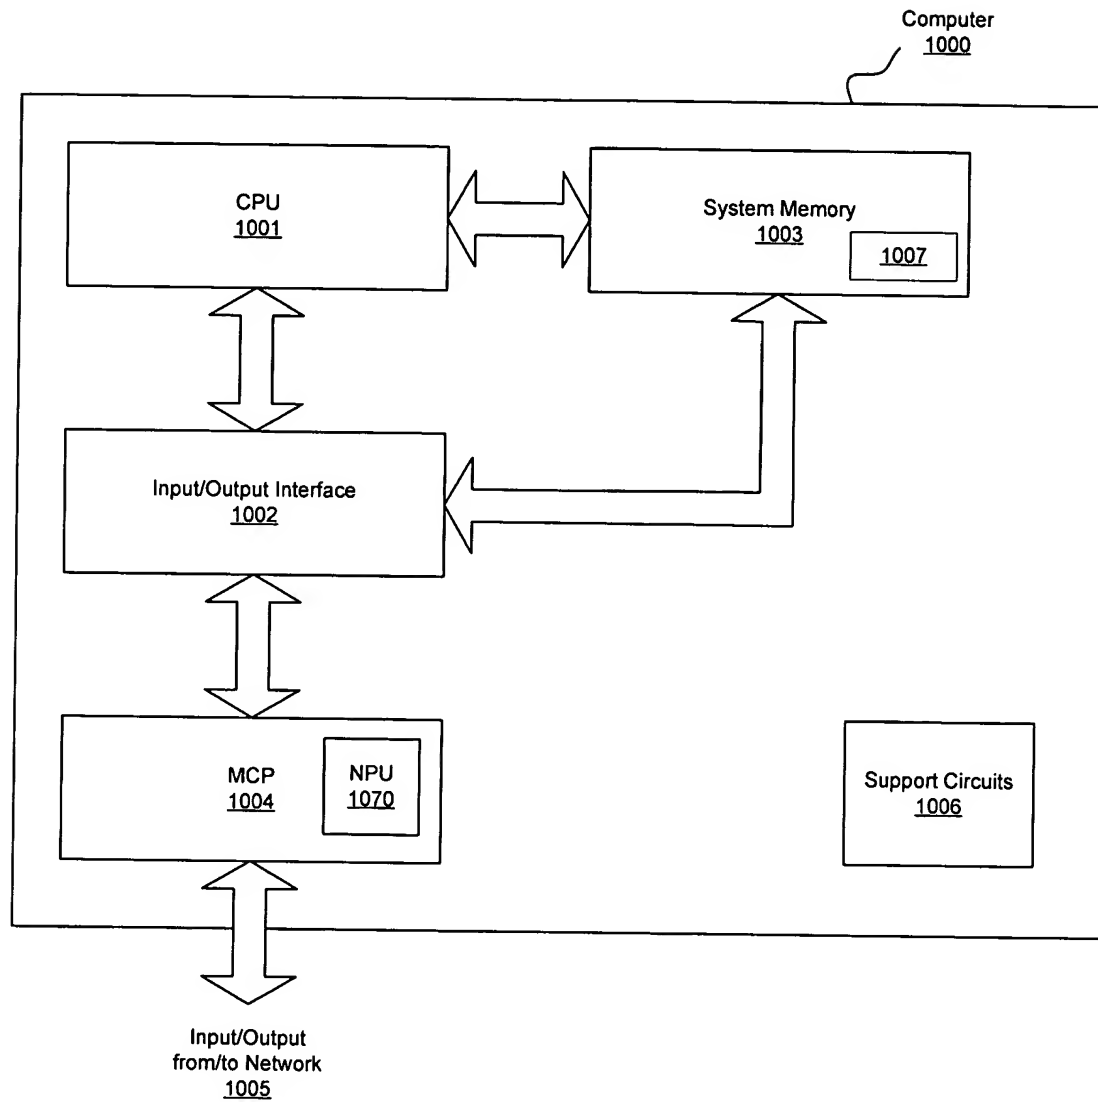 Computer
1000
CPU
1001
System Memory
1003
1007
Input/Output Interface
1002
MCP
1004
NPU
1070
Support Circuits
1006
Input/Output
from/to Network
1005